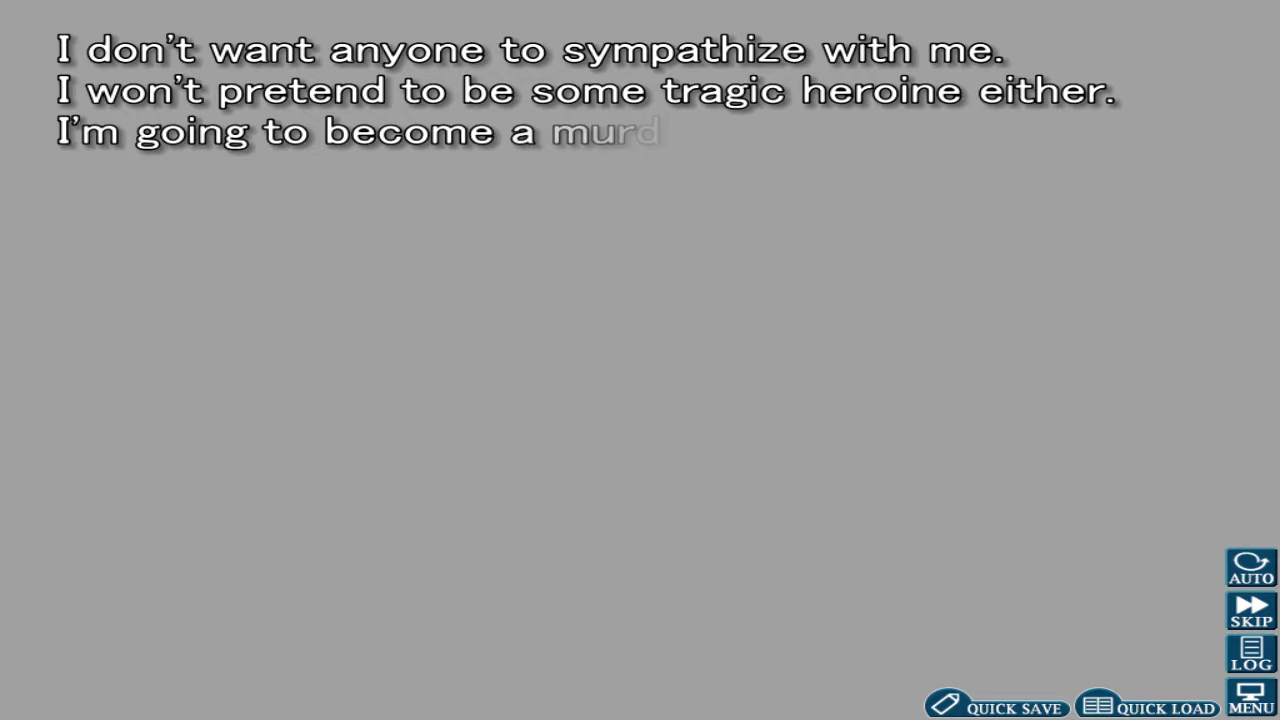 I don't want anyone to sympathize with me.
I won't pretend to be some tragic heroine either.
I'm going to become a murd
AUTO
SKIP
LOG
QUICK SAVE
QUICK LOAD
MENU